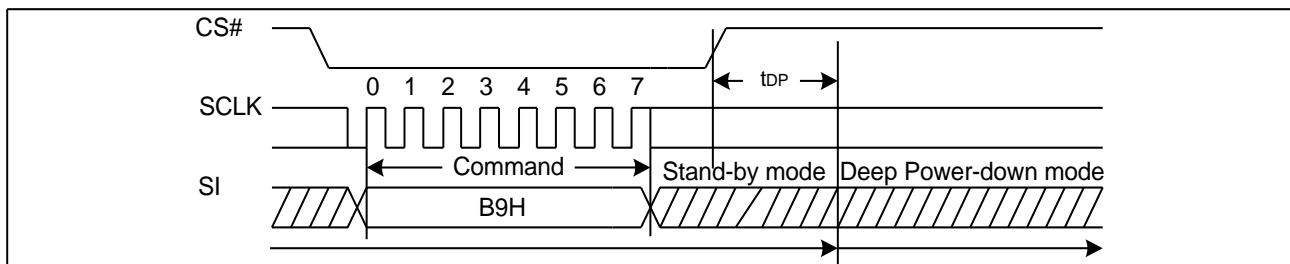 CS#
tDP
0 1 2 3 4 5 6 7
SCLK
Command
Stand-by mode Deep Power-down mode
SI
B9H